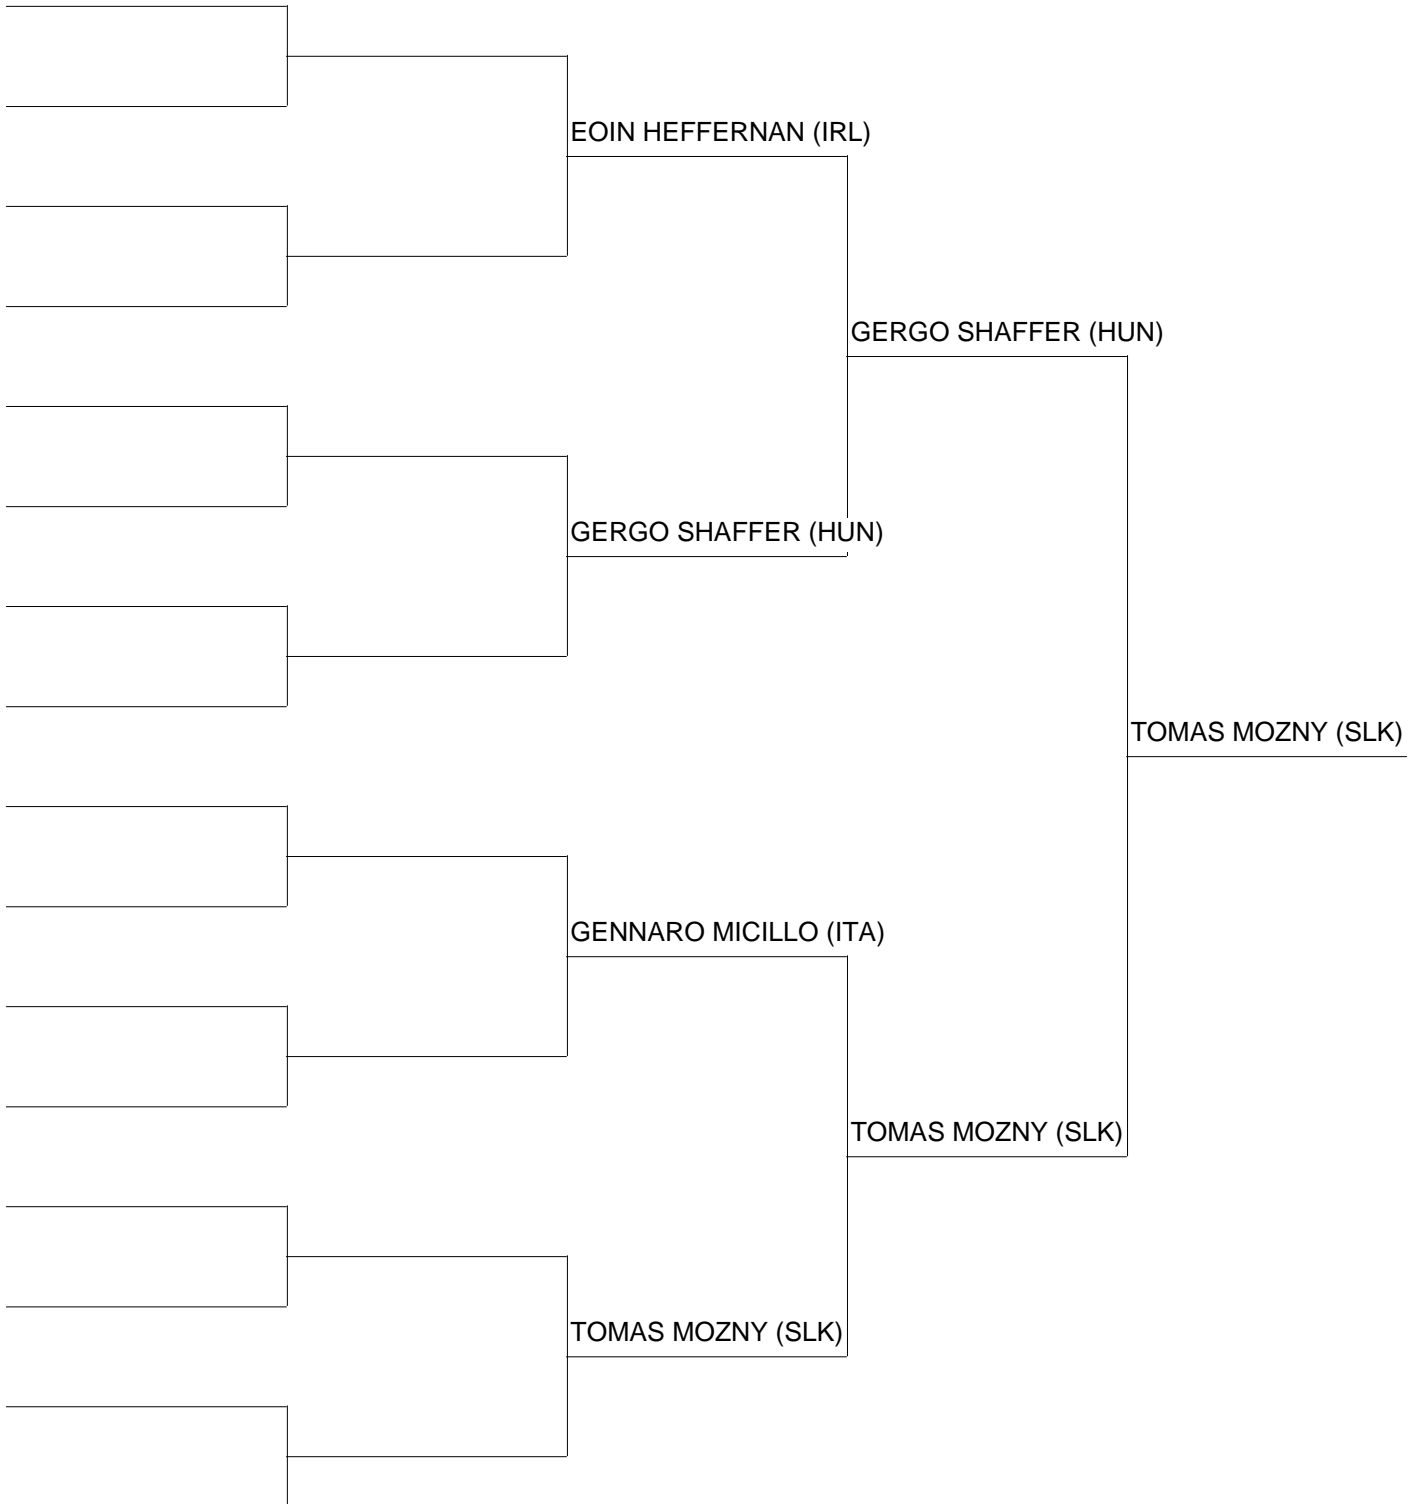 EOIN HEFFERNAN (IRL)
GERGO SHAFFER (HUN)
GERGO SHAFFER (HUN)
TOMAS MOZNY (SLK)
GENNARO MICILLO (ITA)
TOMAS MOZNY (SLK)
TOMAS MOZNY (SLK)